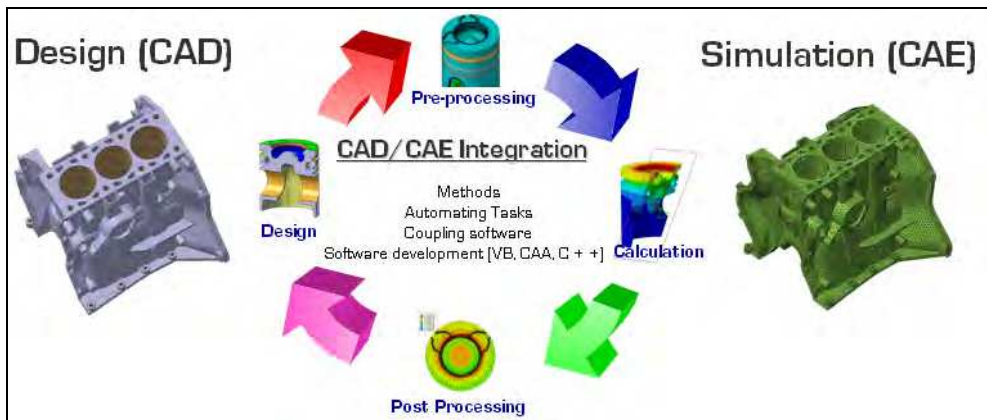 Design (CAD)
Simulation (CAE)
Pre-processing
CAD/CAE Integration
Methods
Automating Tasks
Coupling software
Software development [VB, CAA, C + +]
Design
Calculation
Post Processing